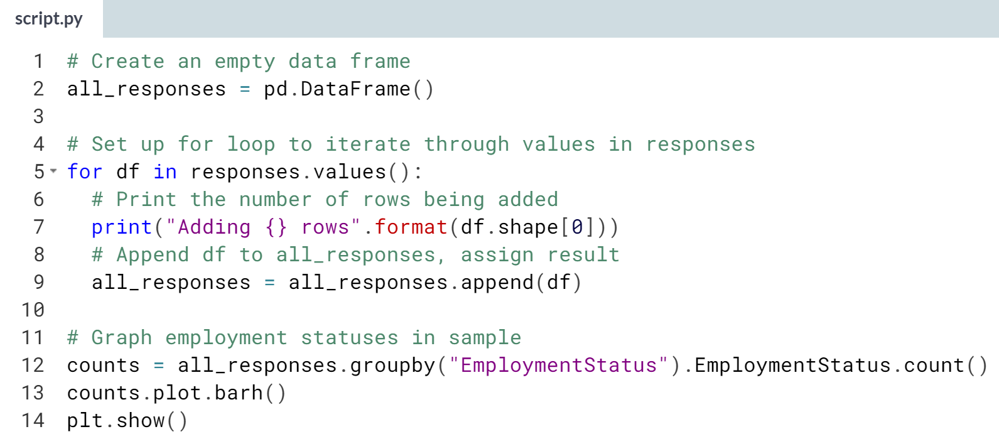 script.py
1 # Create an empty data frame
2 all_responses = pd.DataFrame()
3
4 # Set up for loop to iterate through values in responses
5 for df in responses.values():
6   # Print the number of rows being added
7   print("Adding {} rows".format(df.shape[0]))
8   # Append df to all_responses, assign result
9   all_responses = all_responses.append(df)
10
11 # Graph employment statuses in sample
12 counts = all_responses.groupby("EmploymentStatus").EmploymentStatus.count()
13 counts.plot.barh()
14 plt.show()